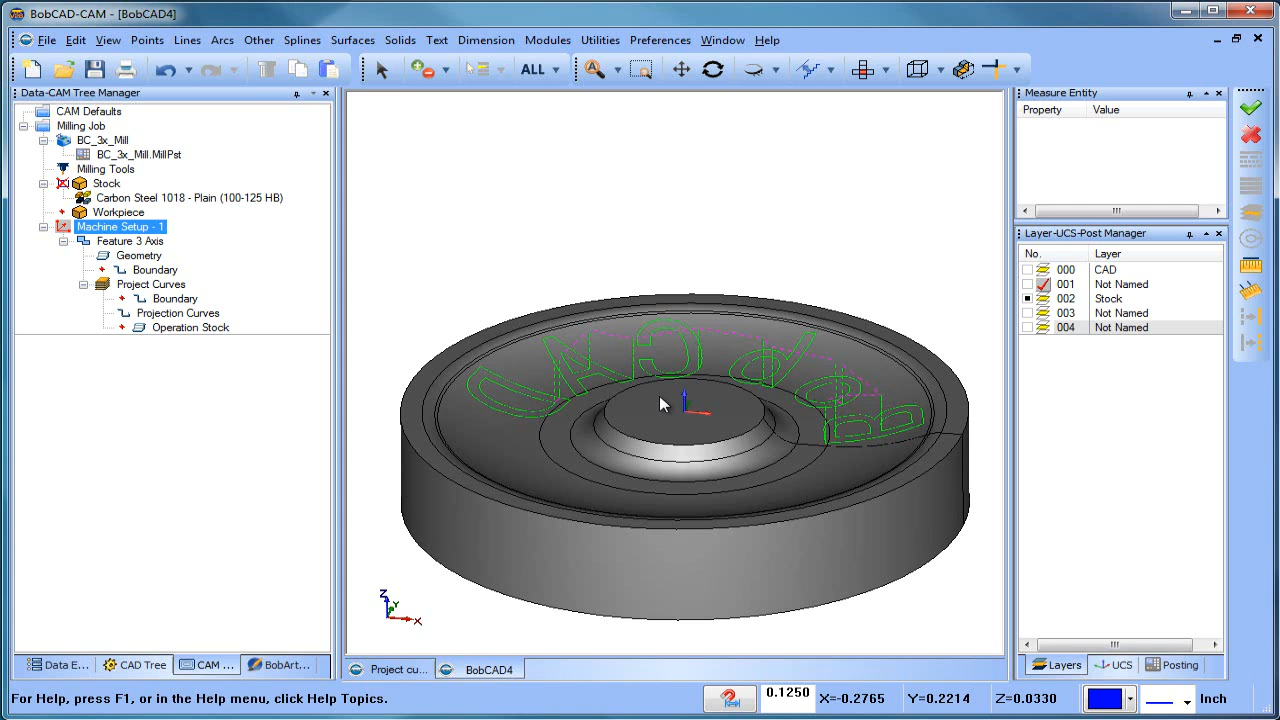 BobCAD-CAM - [BobCAD4]
File Edit View Points Lines Arcs Other Splines Surfaces Solids Text Dimension Modules Utilities Preferences Window Help
ALL
Data-CAM Tree Manager
CAM Defaults
Milling Job
BC_3x_Mill
BC_3x_Mill.MillPst
Milling Tools
Stock
Carbon Steel 1018 - Plain (100-125 HB)
Workpiece
Machine Setup - 1
Feature 3 Axis
Geometry
Boundary
Project Curves
Boundary
Projection Curves
Operation Stock
Data E... CAD Tree CAM ... BobArt...
BobCAD
Z Y X
Project cu... BobCAD4
Measure Entity
Property Value
Layer-UCS-Post Manager
No. Layer
000 CAD
001 Not Named
002 Stock
003 Not Named
004 Not Named
Layers UCS Posting
For Help, press F1, or in the Help menu, click Help Topics.
0.1250 X=-0.2765 Y=0.2214 Z=0.0330 Inch